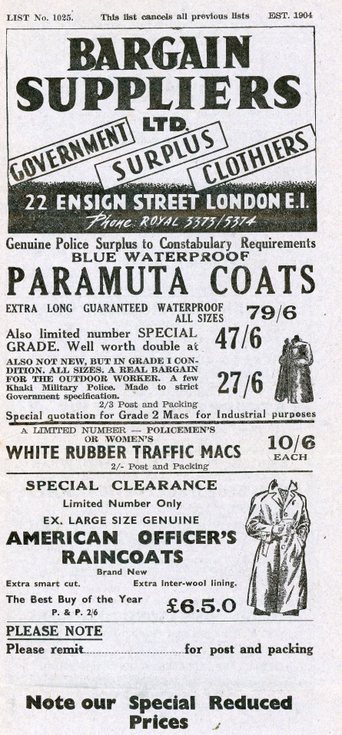 LIST No. 1025. This list cancels all previous lists EST. 1904
BARGAIN
SUPPLIERS
LTD.
GOVERNMENT
SURPLUS
CLOTHIERS
22 ENSIGN STREET LONDON E.I.
Phone: ROYAL 5373/5374
Genuine Police Surplus to Constabulary Requirements
BLUE WATERPROOF
PARAMUTA COATS
EXTRA LONG GUARANTEED WATERPROOF
ALL SIZES 79/6
Also limited number SPECIAL
GRADE. Well worth double at 47/6
ALSO NOT NEW, BUT IN GRADE I CON-
DITION. ALL SIZES. A REAL BARGAIN
FOR THE OUTDOOR WORKER. A few
Khaki Military Police. Made to strict
Government specification. 27/6
2/3 Post and Packing
Special quotation for Grade 2 Macs for Industrial purposes
A LIMITED NUMBER — POLICEMEN'S
OR WOMEN'S
WHITE RUBBER TRAFFIC MACS 10/6
EACH
2/- Post and Packing
SPECIAL CLEARANCE
Limited Number Only
EX. LARGE SIZE GENUINE
AMERICAN OFFICER'S
RAINCOATS
Brand New
Extra smart cut. Extra inter-wool lining.
The Best Buy of the Year
P. & P. 2/6 £6.5.0
PLEASE NOTE
Please remit........................for post and packing
Note our Special Reduced
Prices